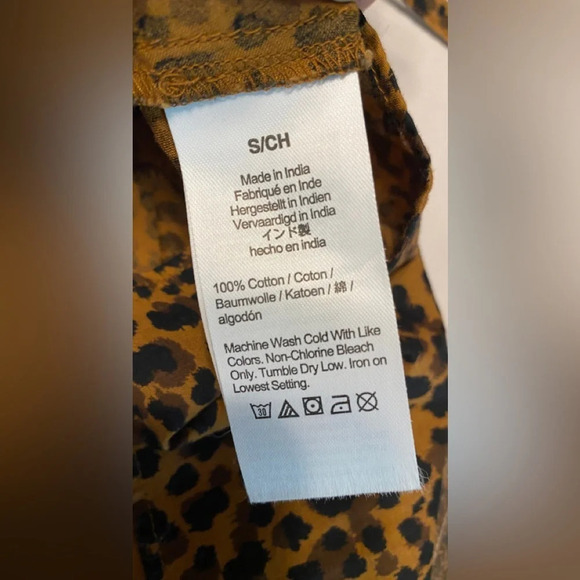 S/CH
Made in India
Fabriqué en Inde
Hergestellt in Indien
Vervaardigd in India
インド製
hecho en india
100% Cotton / Coton /
Baumwolle / Katoen / 綿 /
algodón
Machine Wash Cold With Like
Colors. Non-Chlorine Bleach
Only. Tumble Dry Low. Iron on
Lowest Setting.
30